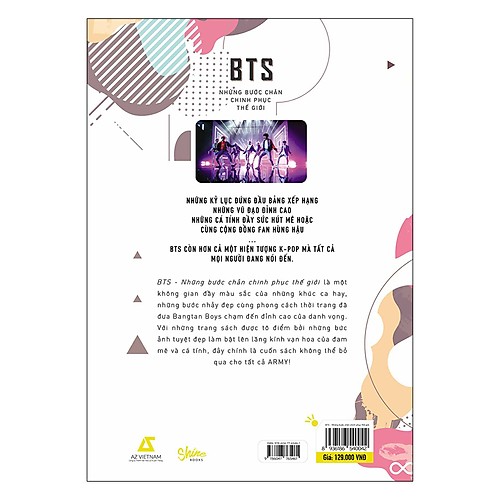 BTS
NHỮNG BƯỚC CHÂN
CHINH PHỤC
THẾ GIỚI
NHỮNG KỶ LỤC ĐỨNG ĐẦU BẢNG XẾP HẠNG
NHỮNG VŨ ĐẠO ĐỈNH CAO
NHỮNG CÁ TÍNH ĐẦY SỨC HÚT MÊ HOẶC
CÙNG CỘNG ĐỒNG FAN HÙNG HẬU
...
BTS CÒN HƠN CẢ MỘT HIỆN TƯỢNG K-POP MÀ TẤT CẢ
MỌI NGƯỜI ĐANG NÓI ĐẾN.
BTS - Những bước chân chinh phục thế giới là một
không gian đầy màu sắc của những khúc ca hay,
những bước nhảy đẹp cùng phong cách thời trang đã
đưa Bangtan Boys chạm đến đỉnh cao của danh vọng.
Với những trang sách được tô điểm bởi những bức
ảnh tuyệt đẹp làm bật lên lăng kính vạn hoa của đam
mê và cá tính, đây chính là cuốn sách không thể bỏ
qua cho tất cả ARMY!
AZ VIETNAM
Shine
BOOKS
8 936186 540042
Giá: 129.000 VNĐ